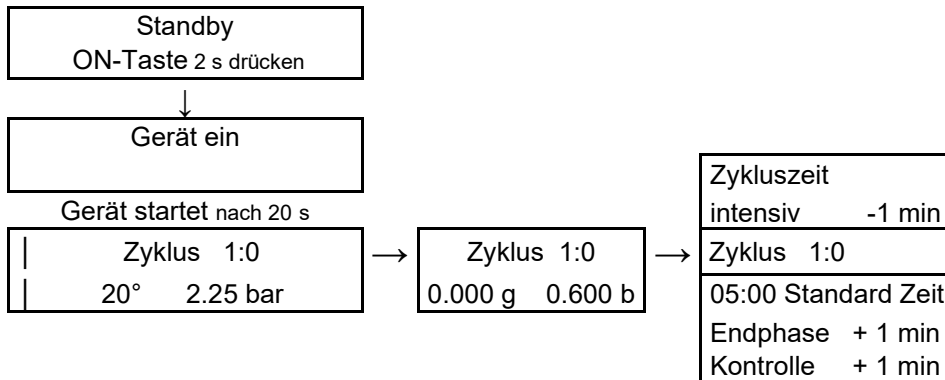 Standby
ON-Taste 2 s drücken
↓
Gerät ein
Gerät startet nach 20 s
| Zyklus 1:0
| 20° 2.25 bar
→
Zyklus 1:0
0.000 g 0.600 b
→
Zykluszeit
intensiv -1 min
Zyklus 1:0
05:00 Standard Zeit
Endphase + 1 min
Kontrolle + 1 min